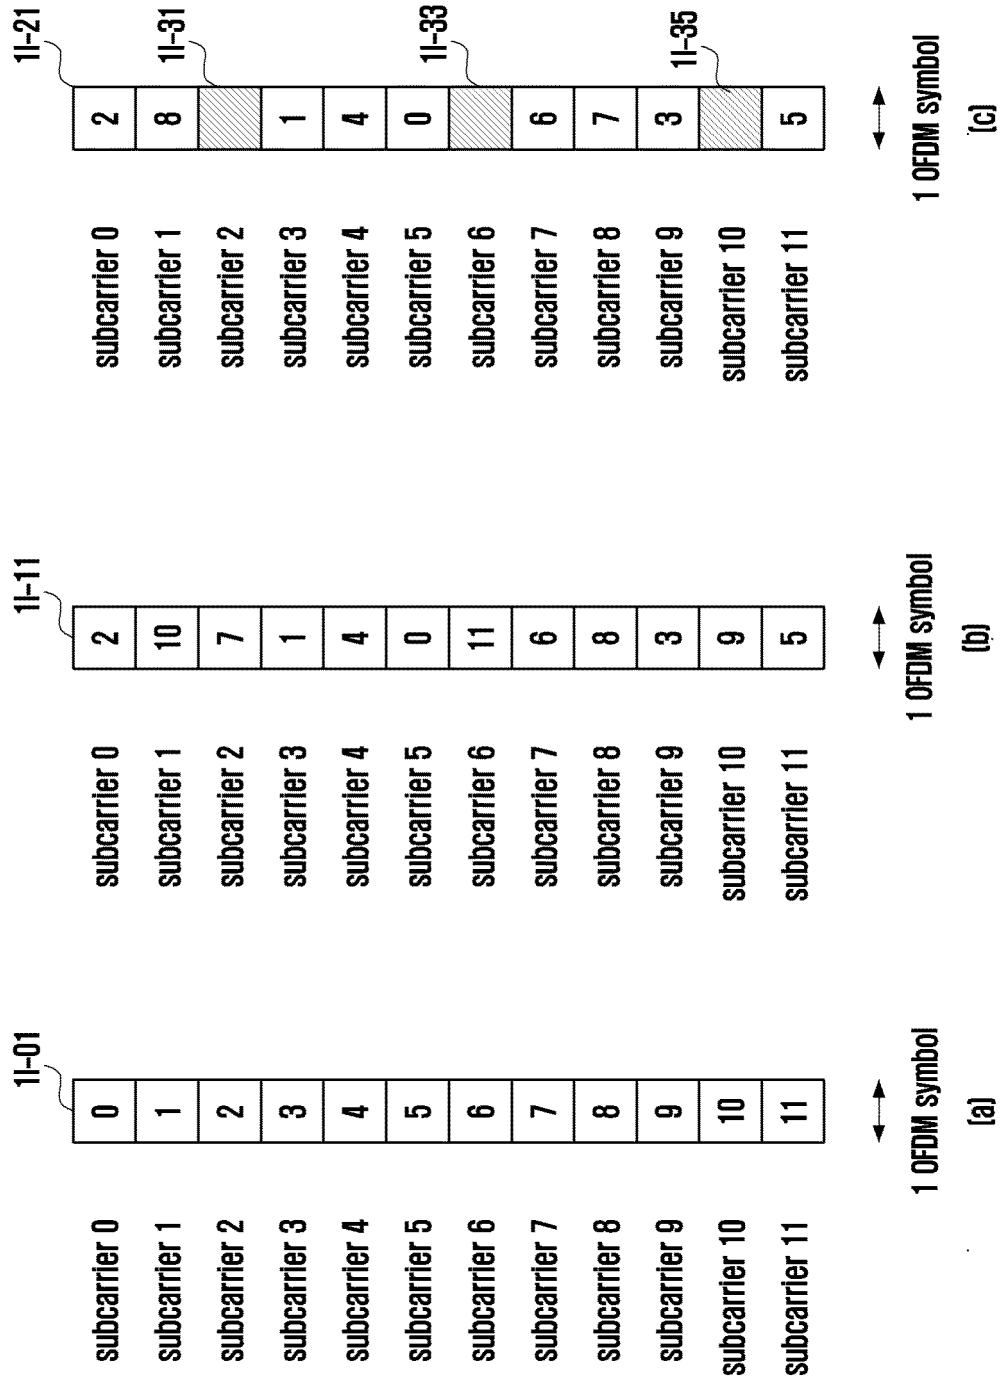 1I-01
subcarrier 0 0
subcarrier 1 1
subcarrier 2 2
subcarrier 3 3
subcarrier 4 4
subcarrier 5 5
subcarrier 6 6
subcarrier 7 7
subcarrier 8 8
subcarrier 9 9
subcarrier 10 10
subcarrier 11 11
1 OFDM symbol
(a)
1I-11
subcarrier 0 2
subcarrier 1 10
subcarrier 2 7
subcarrier 3 1
subcarrier 4 4
subcarrier 5 0
subcarrier 6 11
subcarrier 7 6
subcarrier 8 8
subcarrier 9 3
subcarrier 10 9
subcarrier 11 5
1 OFDM symbol
(b)
1I-21
subcarrier 0 2
subcarrier 1 8
subcarrier 2
1I-31
subcarrier 3 1
subcarrier 4 4
subcarrier 5 0
subcarrier 6
1I-33
subcarrier 7 6
subcarrier 8 7
subcarrier 9 3
subcarrier 10
1I-35
subcarrier 11 5
1 OFDM symbol
(c)